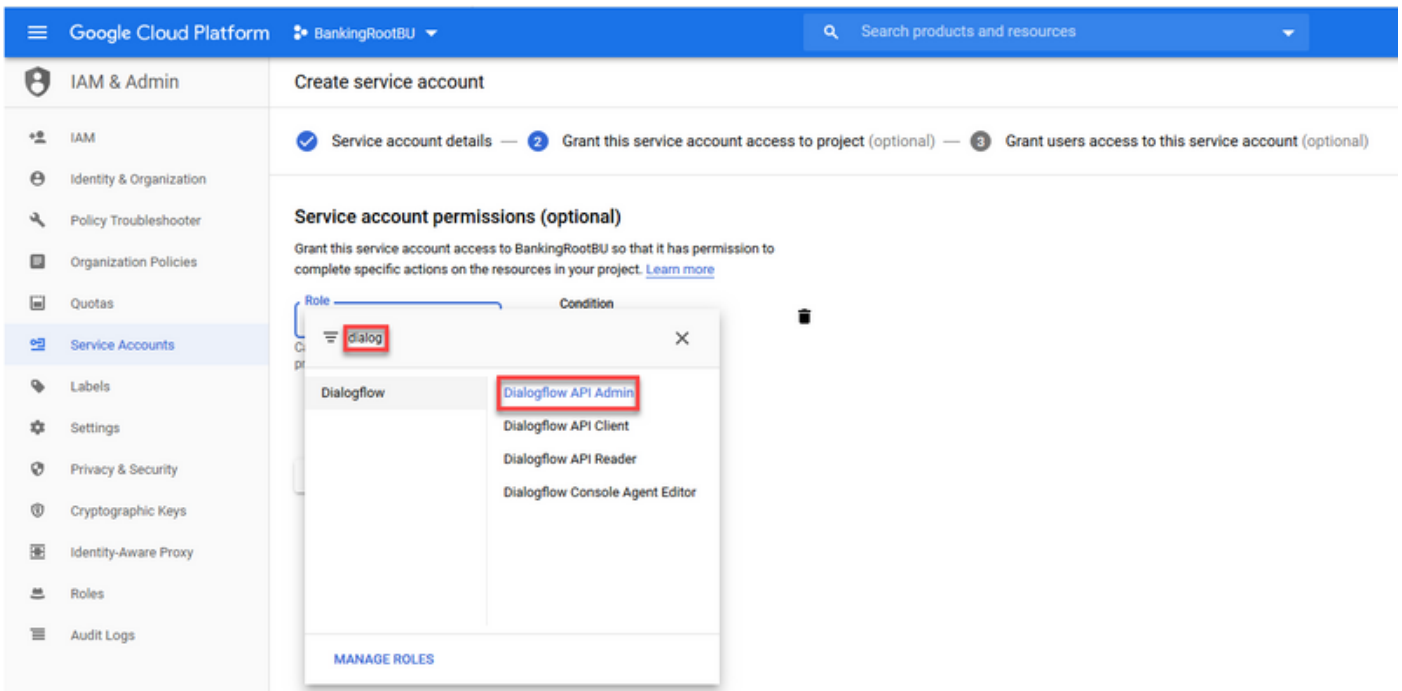 Google Cloud Platform BankingRootBU Search products and resources
IAM & Admin Create service account
IAM
Service account details 2 Grant this service account access to project (optional) 3 Grant users access to this service account (optional)
Identity & Organization
Policy Troubleshooter
Organization Policies
Quotas
Service Accounts
Labels
Settings
Privacy & Security
Cryptographic Keys
Identity-Aware Proxy
Roles
Audit Logs
Service account permissions (optional)
Grant this service account access to BankingRootBU so that it has permission to
complete specific actions on the resources in your project. Learn more
Role Condition
dialog
Dialogflow
Dialogflow API Admin
Dialogflow API Client
Dialogflow API Reader
Dialogflow Console Agent Editor
MANAGE ROLES